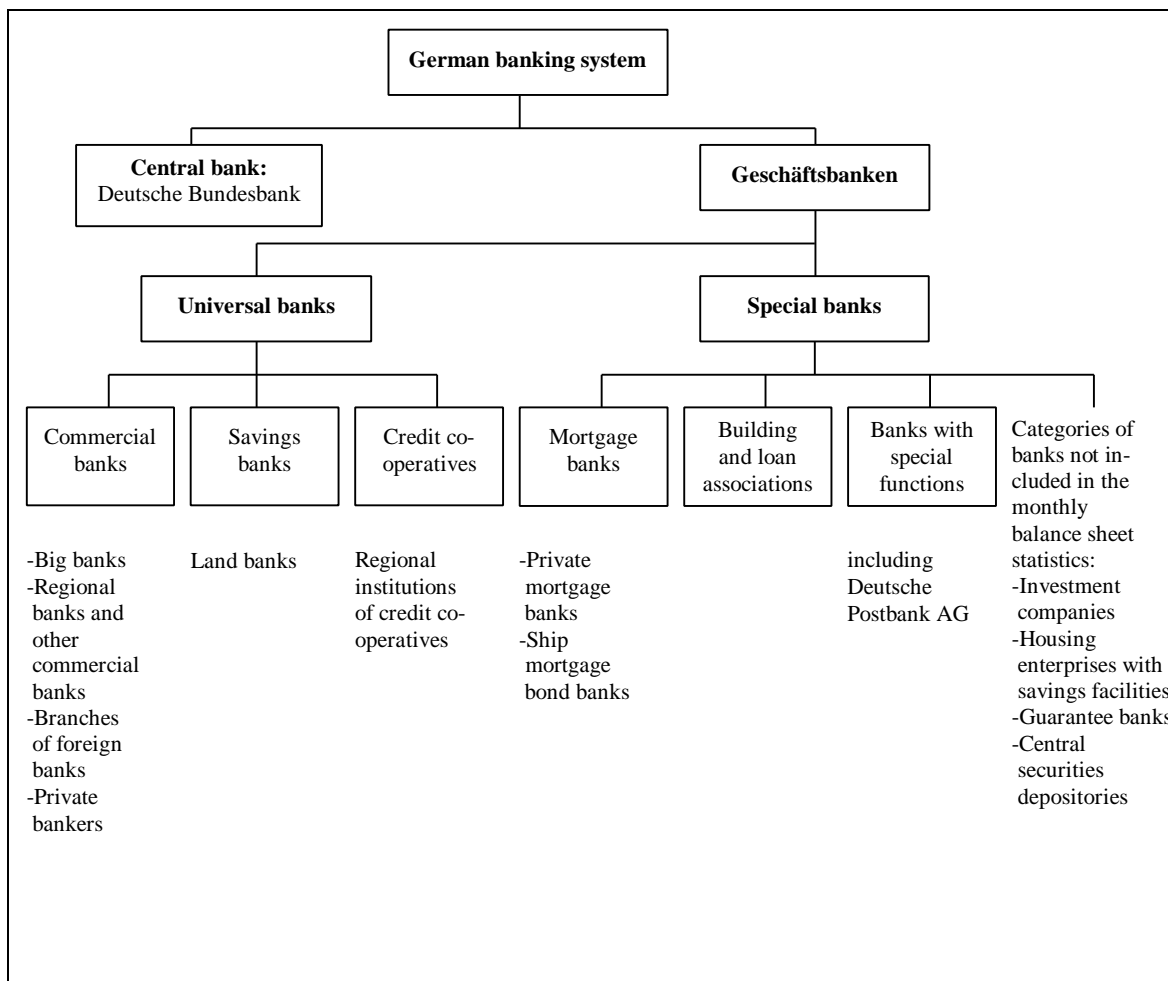 German banking system
Central bank:
Deutsche Bundesbank
Geschäftsbanken
Universal banks
Special banks
Commercial
banks
-Big banks
-Regional
banks and
other
commercial
banks
-Branches
of foreign
banks
-Private
bankers
Savings
banks
Land banks
Credit co-
operatives
Regional
institutions
of credit co-
operatives
Mortgage
banks
-Private
mortgage
banks
-Ship
mortgage
bond banks
Building
and loan
associations
Banks with
special
functions
including
Deutsche
Postbank AG
Categories of
banks not in-
cluded in the
monthly
balance sheet
statistics:
-Investment
companies
-Housing
enterprises with
savings facilities
-Guarantee banks
-Central
securities
depositories